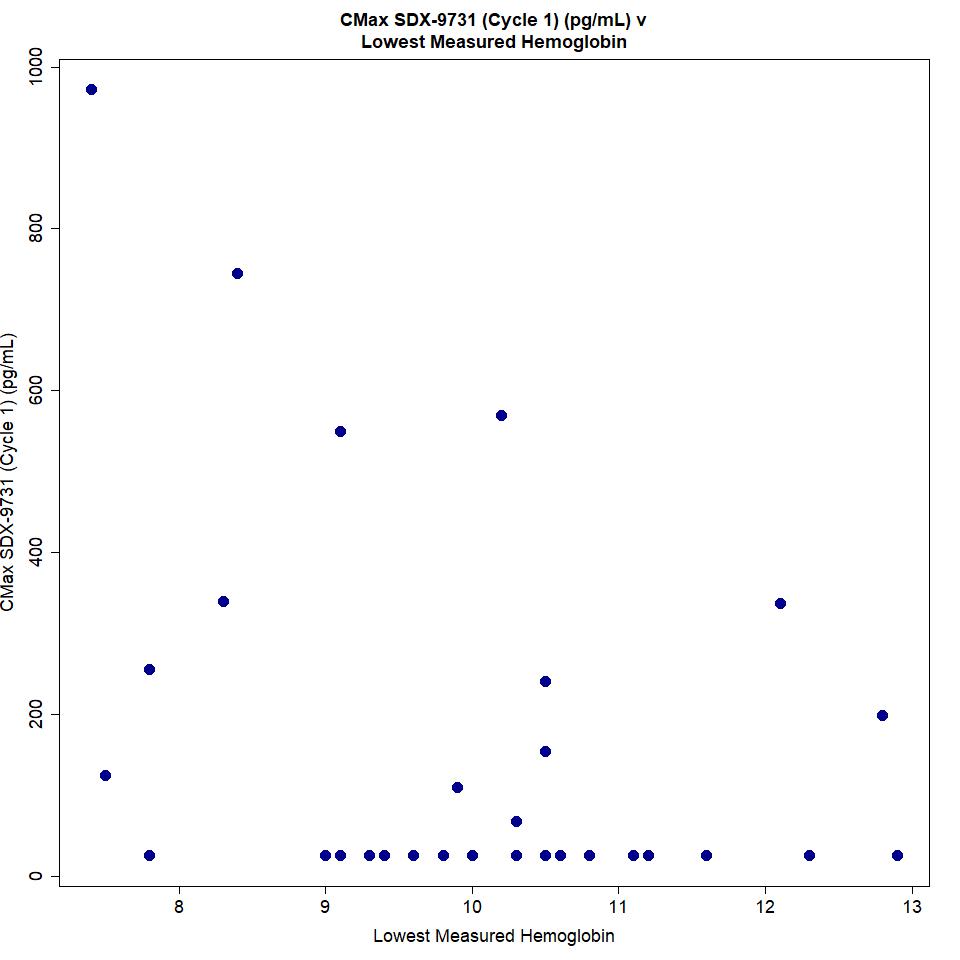 CMax SDX-9731 (Cycle 1) (pg/mL) v
Lowest Measured Hemoglobin
CMax SDX-9731 (Cycle 1) (pg/mL)
1000
800
600
400
200
0
8 9 10 11 12 13
Lowest Measured Hemoglobin